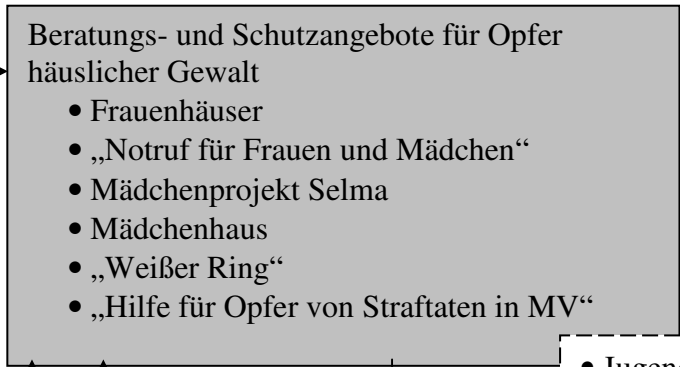 Beratungs- und Schutzangebote für Opfer
häuslicher Gewalt
• Frauenhäuser
• „Notruf für Frauen und Mädchen“
• Mädchenprojekt Selma
• Mädchenhaus
• „Weißer Ring“
• „Hilfe für Opfer von Straftaten in MV“